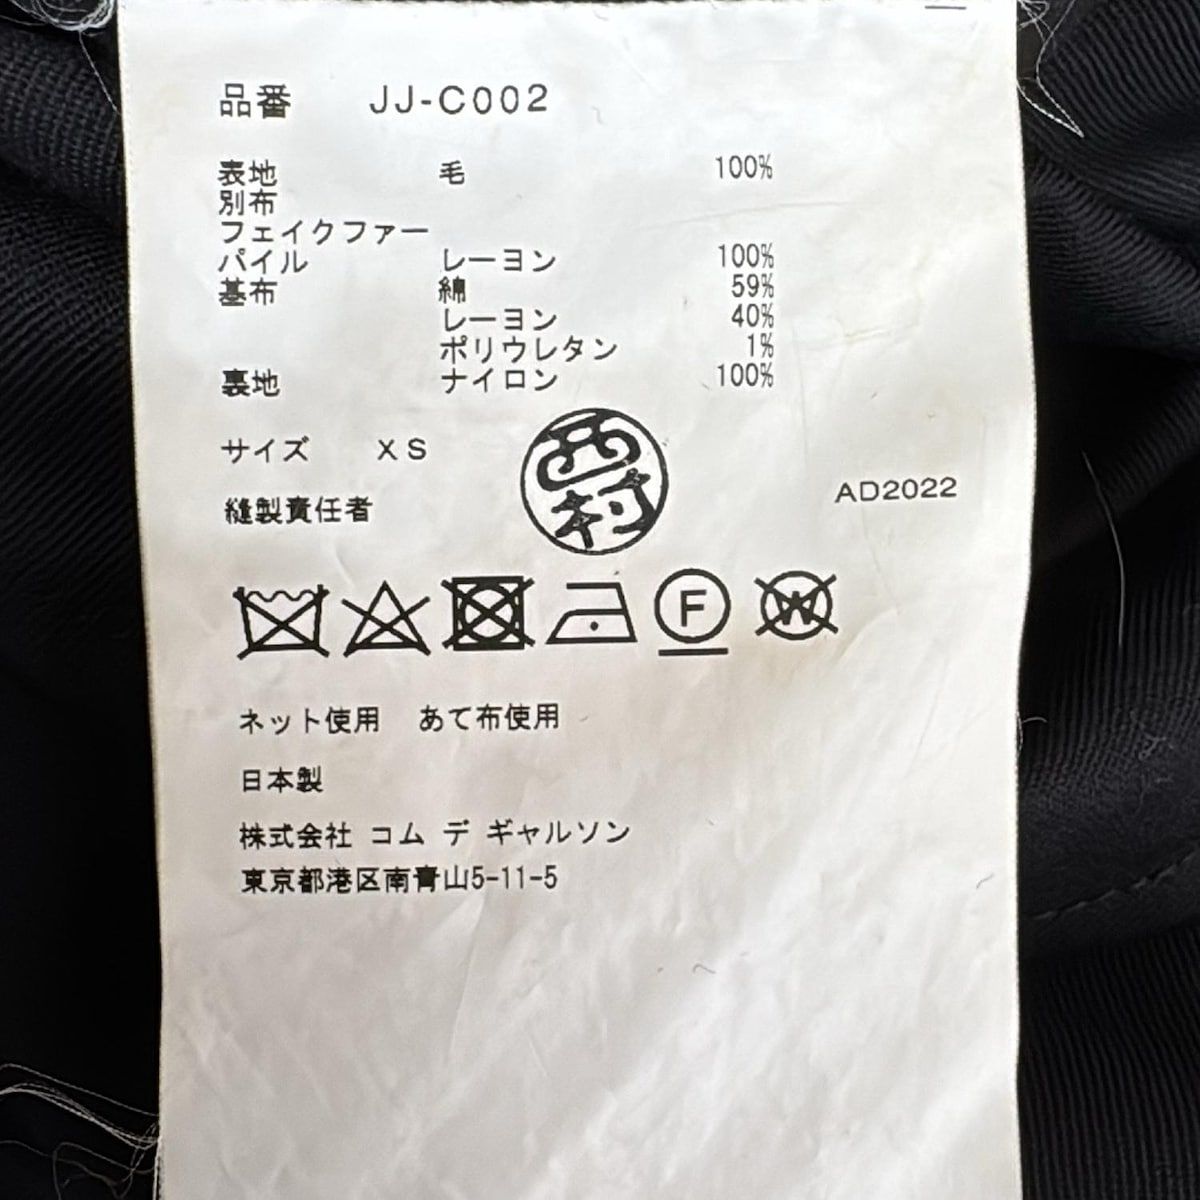 品番 JJ-C002
表地 毛 100%
別布
フェイクファー
パイル レーヨン 100%
基布 綿 59%
レーヨン 40%
ポリウレタン 1%
裏地 ナイロン 100%
サイズ XS
西村
縫製責任者
AD2022
F W
ネット使用 あて布使用
日本製
株式会社 コム デ ギャルソン
東京都港区南青山5-11-5